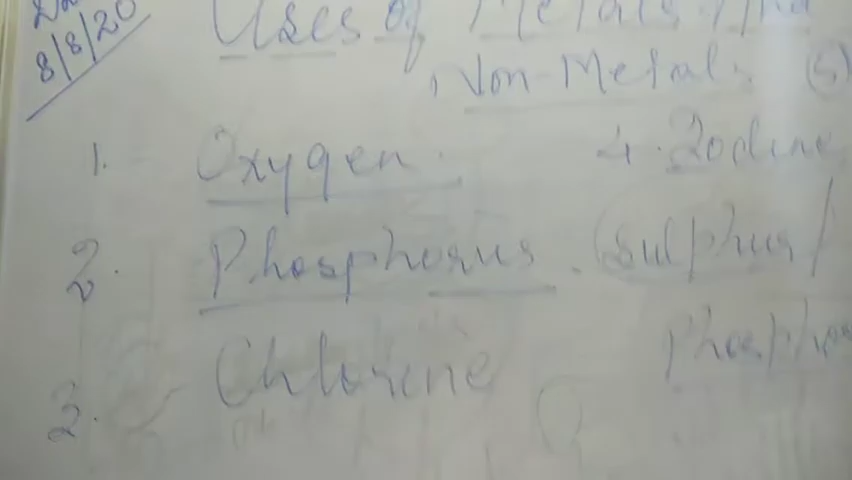 8/8/20
Uses of Metals And
Non-Metals (5)
1. Oxygen. 4. Iodine
2. Phosphorus. (Sulphur/
Phospho
3. Chlorine